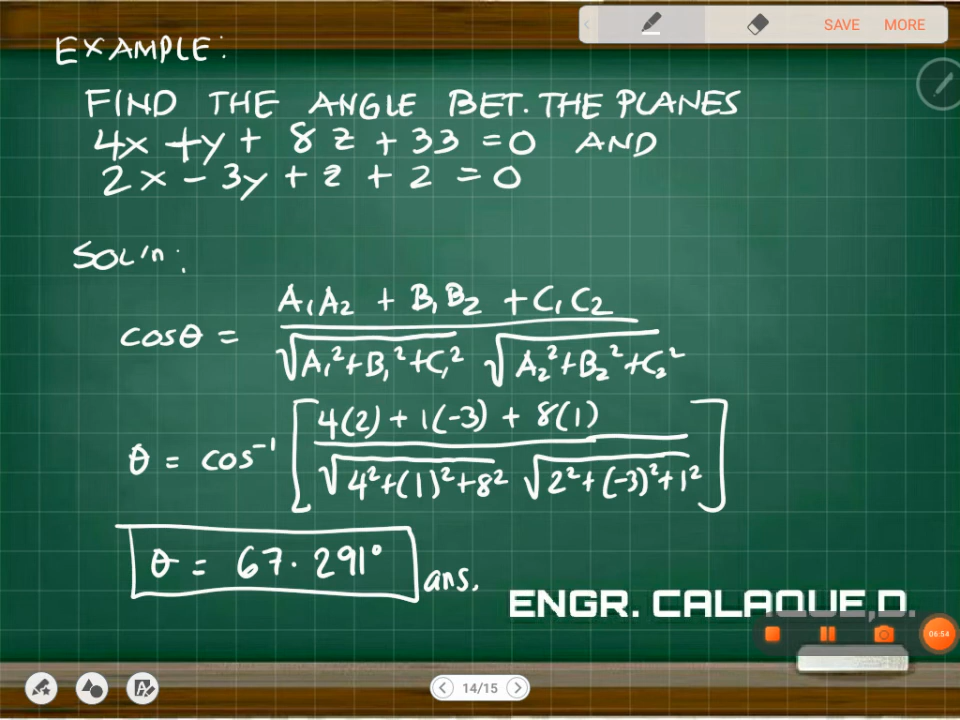 SAVE MORE
EXAMPLE:
FIND THE ANGLE BET. THE PLANES
4x + y + 8z + 33 = 0 AND
2x - 3y + z + 2 = 0
SOL'n:
cosθ = (A₁A₂ + B₁B₂ + C₁C₂) / (√(A₁² + B₁² + C₁²) √(A₂² + B₂² + C₂²))
θ = cos⁻¹ [(4(2) + 1(-3) + 8(1)) / (√(4² + (1)² + 8²) √(2² + (-3)² + 1²))]
θ = 67.291° ans.
ENGR. CALAQUE,D.
06:54
14/15